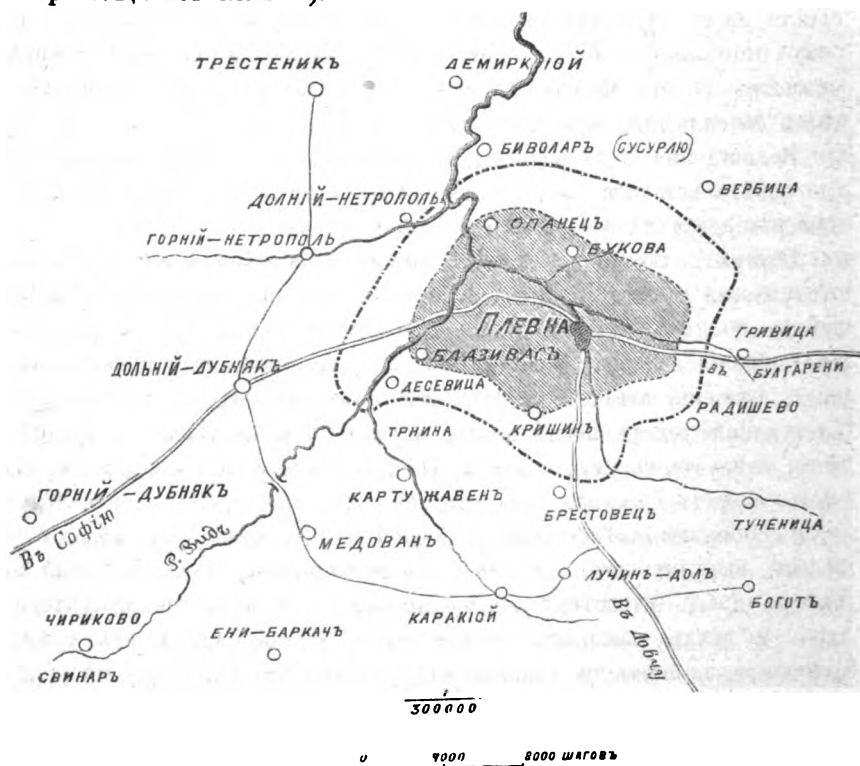 ТРЕСТЕНИКЪ
ДЕМИРКІОЙ
БИВОЛАРЪ (СУСУРЛЮ)
ВЕРБИЦА
ДОЛНІЙ—НЕТРОПОЛЬ
ОПАНЕЦЪ
ГОРНІЙ—НЕТРОПОЛЬ
БУКОВА
ПЛЕВНА
ГРИВИЦА
БЛАЗИВАСЪ
ВЪ БУЛГАРЕНИ
ДОЛЬНІЙ—ДУБНЯКЪ
ДЕСЕВИЦА
РАДИШЕВО
ТРНИНА
КРИШИНЪ
ГОРНІЙ—ДУБНЯКЪ
КАРТУЖАВЕНЪ
БРЕСТОВЕЦЪ
ТУЧЕНИЦА
Въ Софію
Р. Видъ
МЕДОВАНЪ
ЛУЧИНЪ—ДОЛЪ
БОГОТЪ
КАРАКІОЙ
Въ Ловчу
ЧИРИКОВО
ЕНИ—БАРКАЧЪ
СВИНАРЪ
1
300000
0 4000 8000 ШАГОВЪ